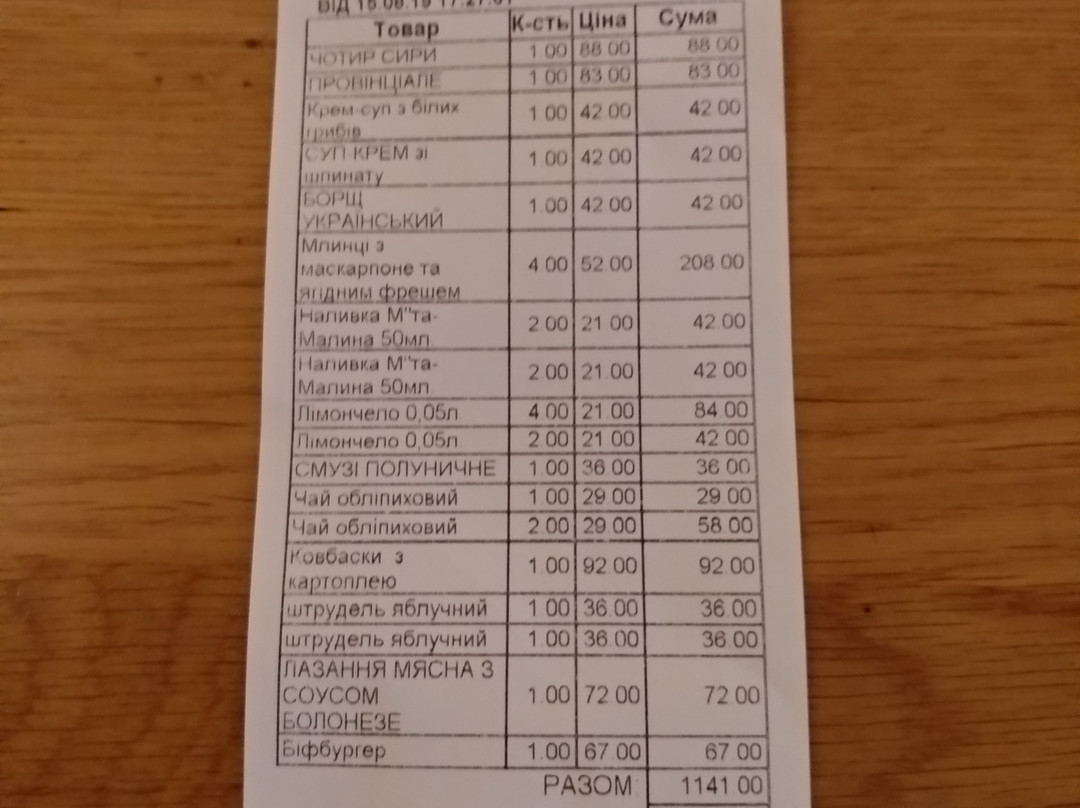 Товар К-сть Ціна Сума
ЧОТИР СИРИ 1.00 88.00 88.00
ПРОВІНЦІАЛЕ 1.00 83.00 83.00
Крем-суп з білих
грибів 1.00 42.00 42.00
СУП-КРЕМ зі
шпинату 1.00 42.00 42.00
БОРЩ
УКРАЇНСЬКИЙ 1.00 42.00 42.00
Млинці з
маскарпоне та 4.00 52.00 208.00
ягідним фрешем
Наливка М"та-
Малина 50мл. 2.00 21.00 42.00
Наливка М"та-
Малина 50мл. 2.00 21.00 42.00
Лімончело 0,05л 4.00 21.00 84.00
Лімончело 0,05л 2.00 21.00 42.00
СМУЗІ ПОЛУНИЧНЕ 1.00 36.00 36.00
Чай обліпиховий 1.00 29.00 29.00
Чай обліпиховий 2.00 29.00 58.00
Ковбаски з
картоплею 1.00 92.00 92.00
штрудель яблучний 1.00 36.00 36.00
штрудель яблучний 1.00 36.00 36.00
ЛАЗАННЯ МЯСНА З
СОУСОМ 1.00 72.00 72.00
БОЛОНЕЗЕ
Біфбургер 1.00 67.00 67.00
РАЗОМ: 1141.00